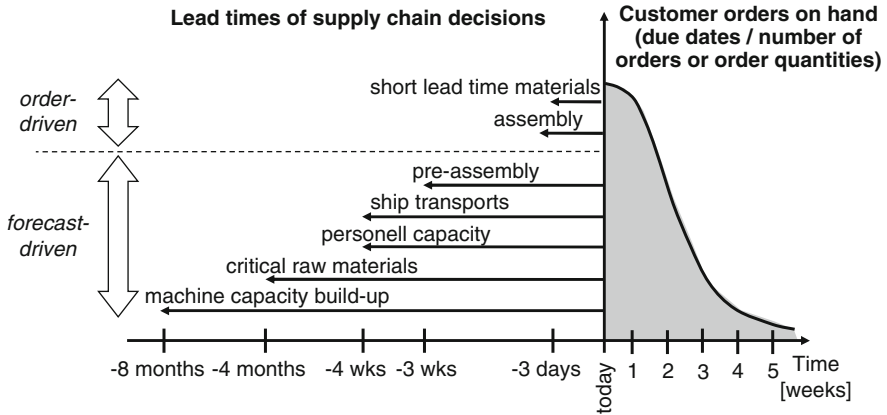 Lead times of supply chain decisions
Customer orders on hand
(due dates / number of
orders or order quantities)
order-
driven
short lead time materials
assembly
forecast-
driven
pre-assembly
ship transports
personell capacity
critical raw materials
machine capacity build-up
-8 months -4 months -4 wks -3 wks -3 days today 1 2 3 4 5 Time
[weeks]